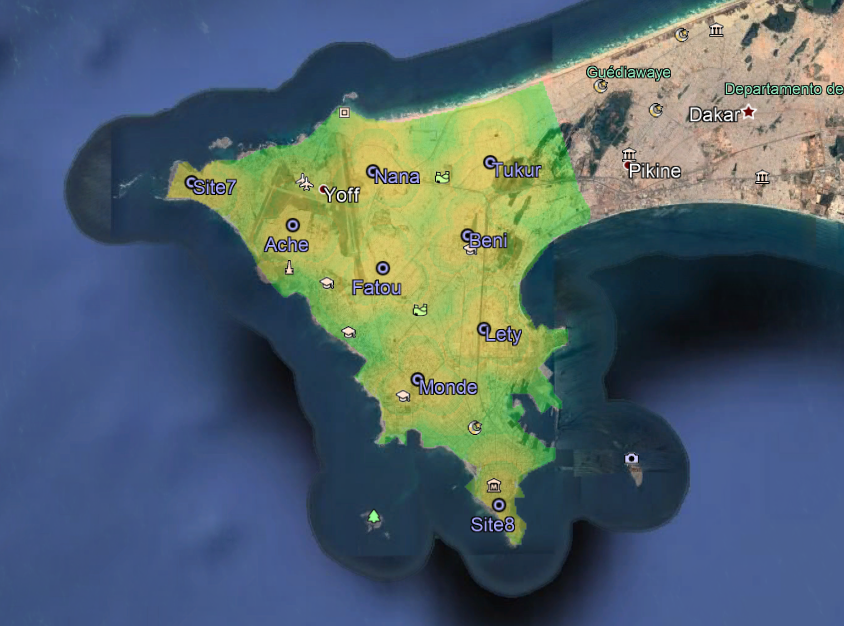 Guédiawaye
Departamento de
Dakar
Pikine
Tukur
Nana
Site7
Yoff
Ache
Beni
Fatou
Lety
Monde
Site8